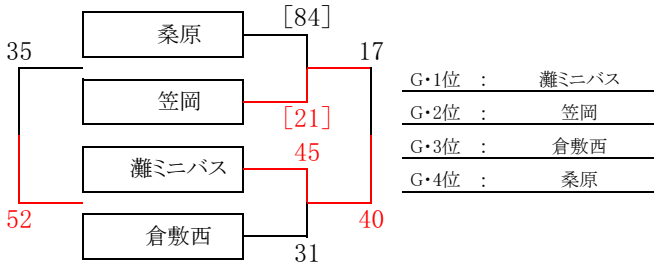 [84]
桑原
35
17
笠岡
[21]
45
灘ミニバス
52
40
倉敷西
31
G・1位 : 灘ミニバス
G・2位 : 笠岡
G・3位 : 倉敷西
G・4位 : 桑原